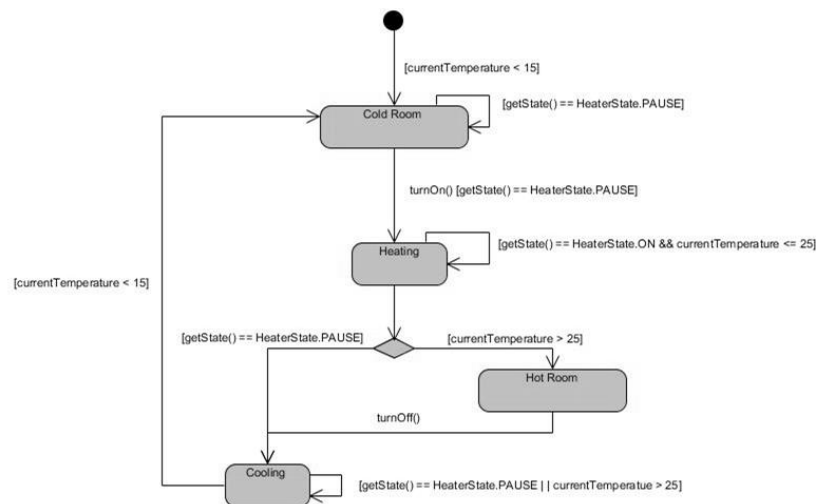 [currentTemperature < 15]
[getState() == HeaterState.PAUSE]
Cold Room
turnOn() [getState() == HeaterState.PAUSE]
[getState() == HeaterState.ON && currentTemperature <= 25]
Heating
[currentTemperature < 15]
[getState() == HeaterState.PAUSE]
[currentTemperature > 25]
Hot Room
turnOff()
Cooling
[getState() == HeaterState.PAUSE || currentTemperatue > 25]